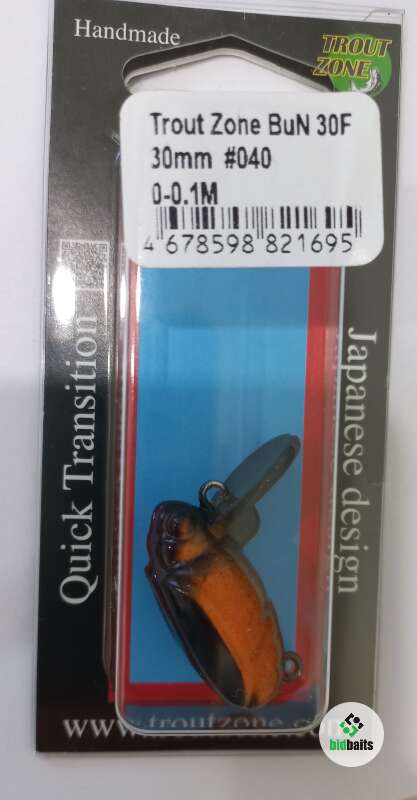 Handmade
TROUT
ZONE
Trout Zone BuN 30F
30mm #040
0-0.1M
4 678598 821695
Quick Transition
Japanese design
www.troutzone.com
bidbaits